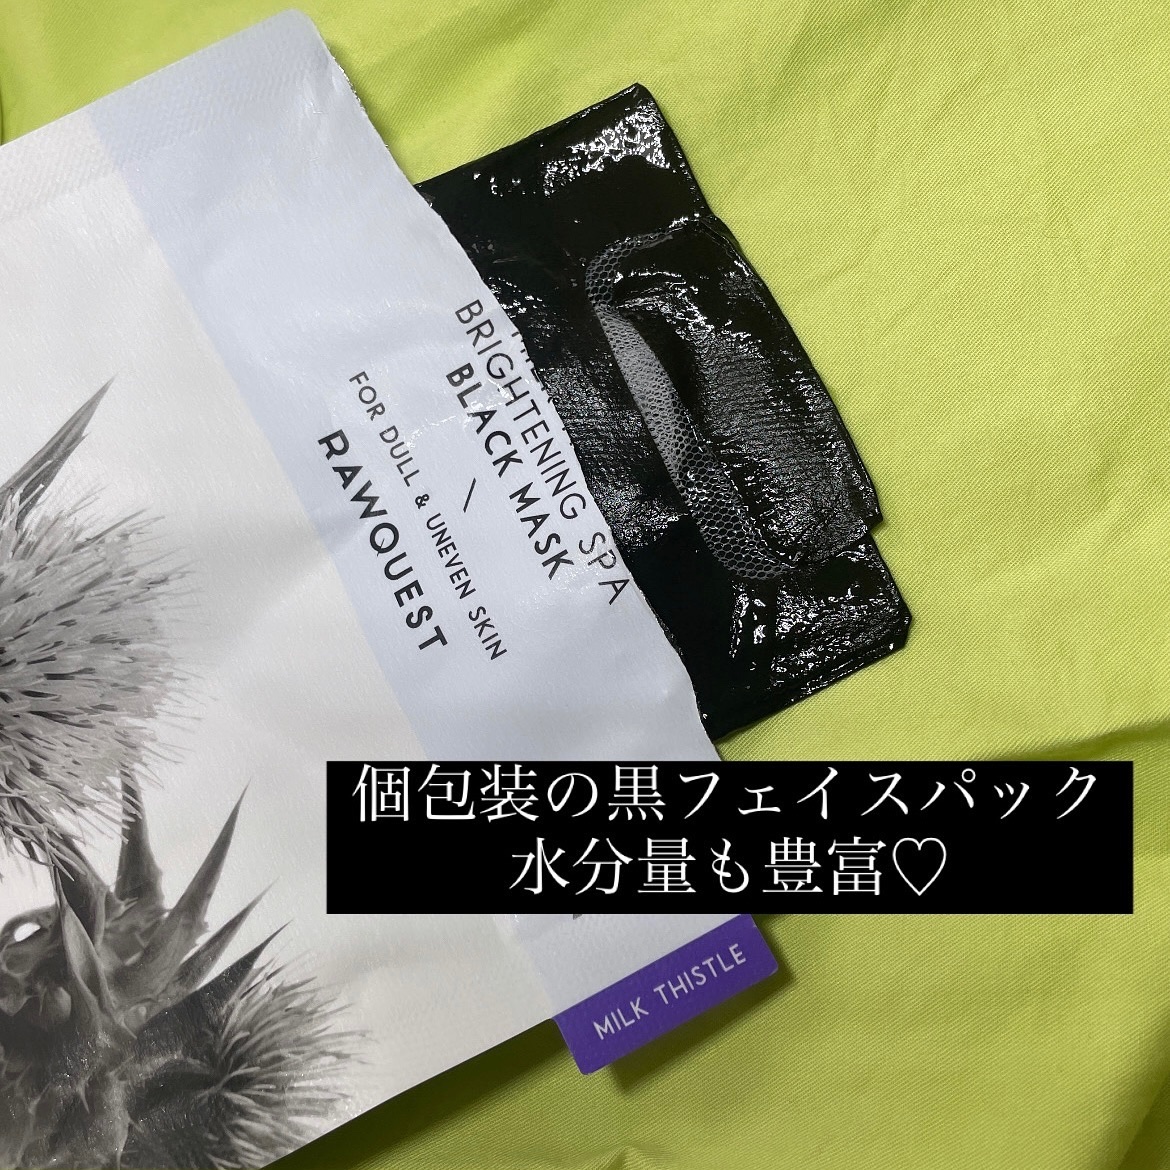 BRIGHTENING SPA
BLACK MASK
FOR DULL & UNEVEN SKIN
RAWQUEST
個包装の黒フェイスパック
水分量も豊富♡
MILK THISTLE